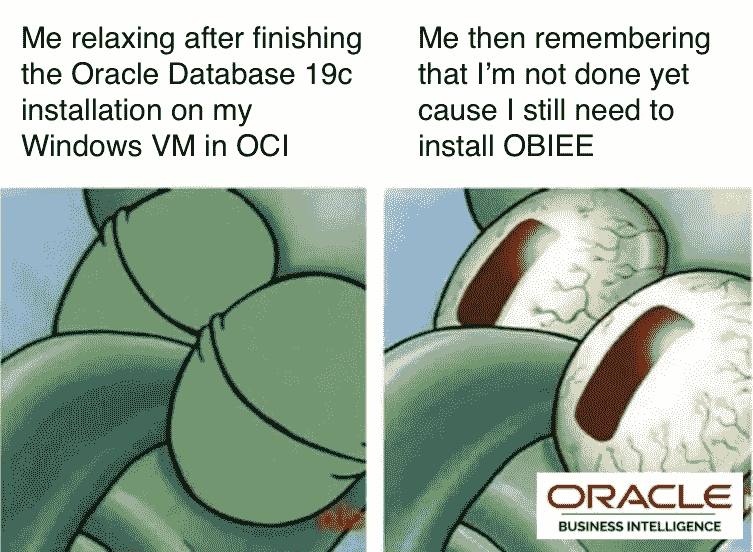 Me relaxing after finishing
the Oracle Database 19c
installation on my
Windows VM in OCI
Me then remembering
that I'm not done yet
cause I still need to
install OBIEE
ORACLE
BUSINESS INTELLIGENCE